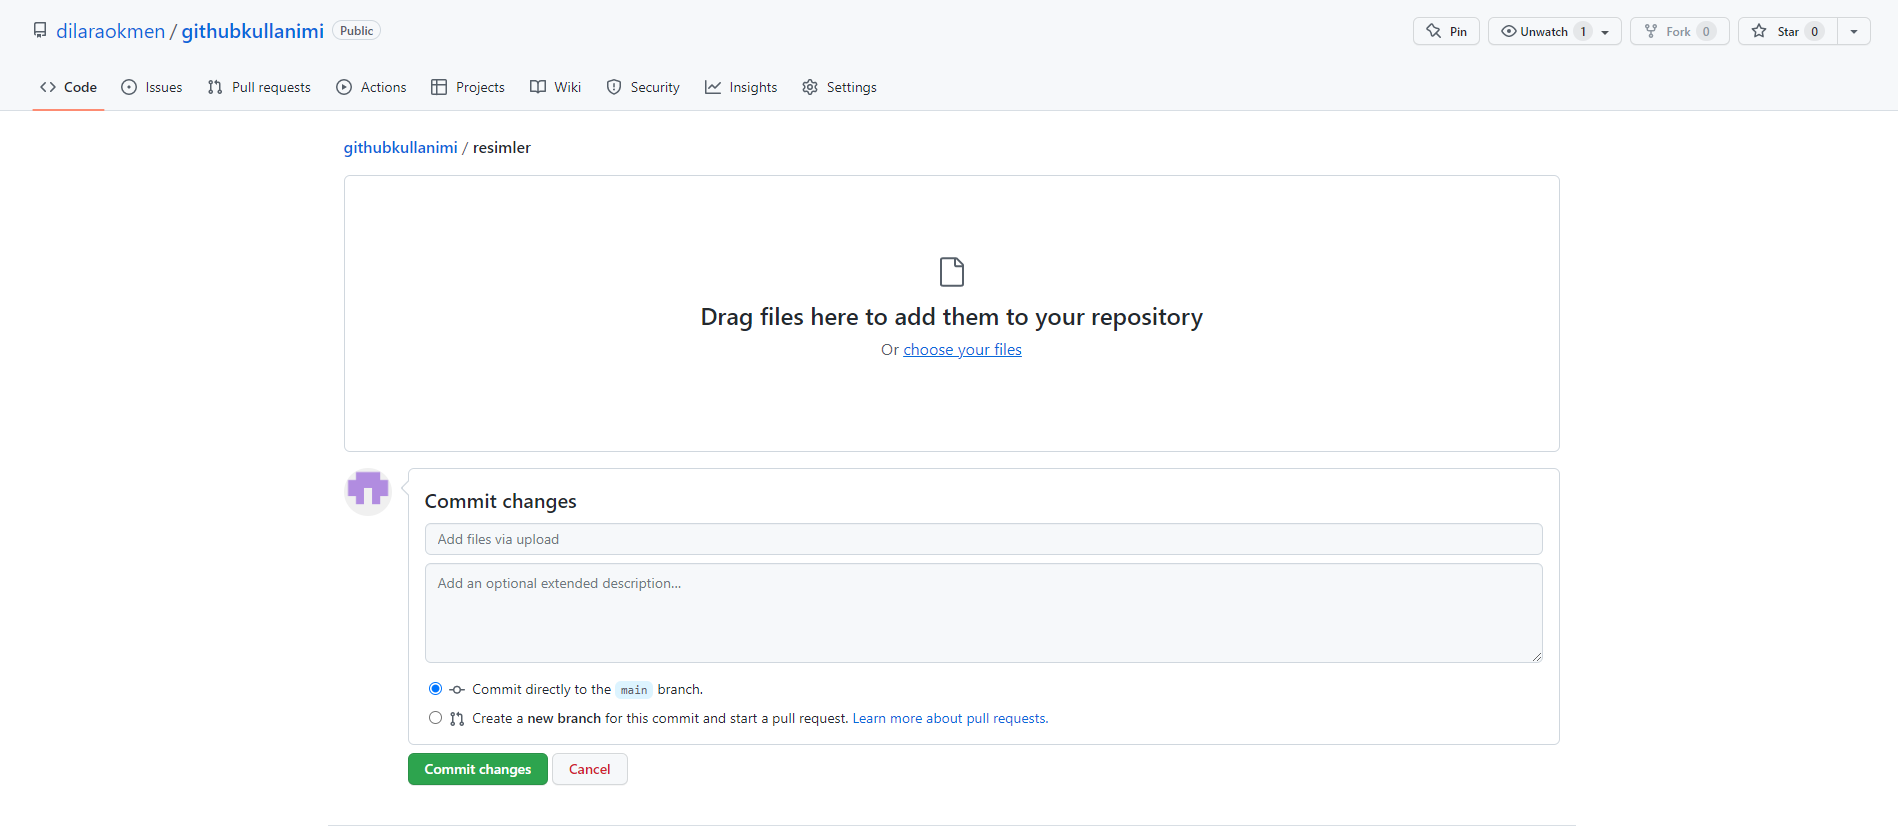 dilaraokmen / githubkullanimi Public
Pin Unwatch 1 Fork 0 Star 0
Code Issues Pull requests Actions Projects Wiki Security Insights Settings
githubkullanimi / resimler
Drag files here to add them to your repository
Or choose your files
Commit changes
Add files via upload
Add an optional extended description...
Commit directly to the main branch.
Create a new branch for this commit and start a pull request. Learn more about pull requests.
Commit changes Cancel